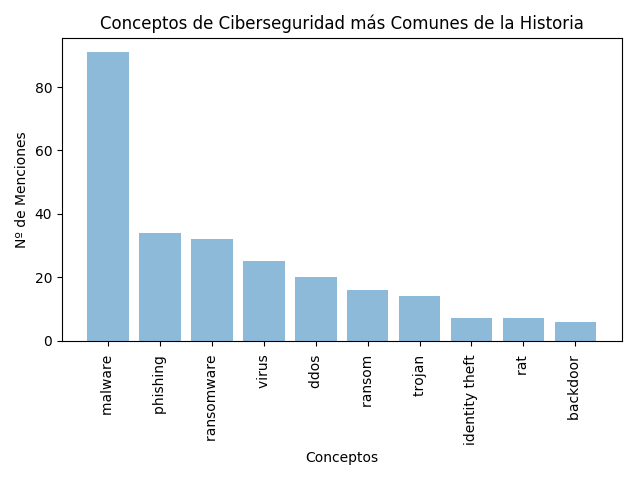 Conceptos de Ciberseguridad más Comunes de la Historia
Nº de Menciones
80
60
40
20
0
malware
phishing
ransomware
virus
ddos
ransom
trojan
identity theft
rat
backdoor
Conceptos